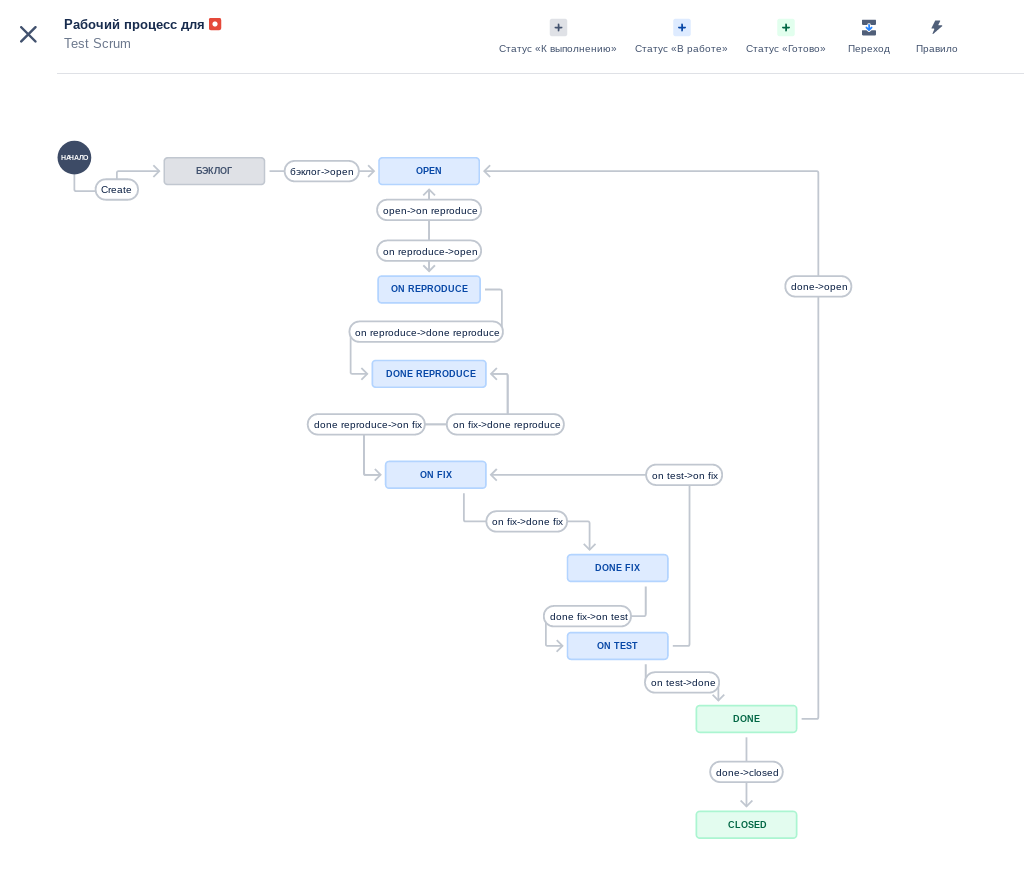 Рабочий процесс для
Test Scrum
Статус «К выполнению»
Статус «В работе»
Статус «Готово»
Переход
Правило
НАЧАЛО
Create
БЭКЛОГ
бэклог->open
OPEN
open->on reproduce
on reproduce->open
ON REPRODUCE
done->open
on reproduce->done reproduce
DONE REPRODUCE
done reproduce->on fix
on fix->done reproduce
ON FIX
on test->on fix
on fix->done fix
DONE FIX
done fix->on test
ON TEST
on test->done
DONE
done->closed
CLOSED